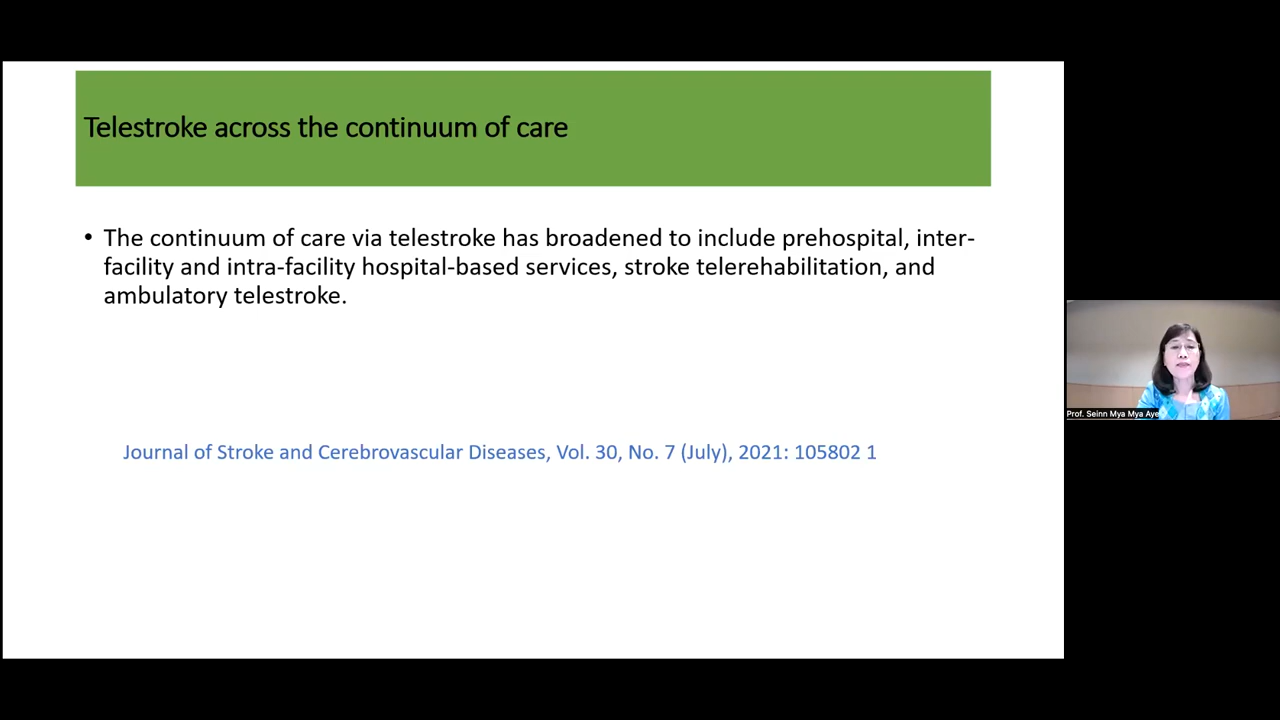 Telestroke across the continuum of care
• The continuum of care via telestroke has broadened to include prehospital, inter-
facility and intra-facility hospital-based services, stroke telerehabilitation, and
ambulatory telestroke.
Journal of Stroke and Cerebrovascular Diseases, Vol. 30, No. 7 (July), 2021: 105802 1
Prof. Seinn Mya Mya Aye